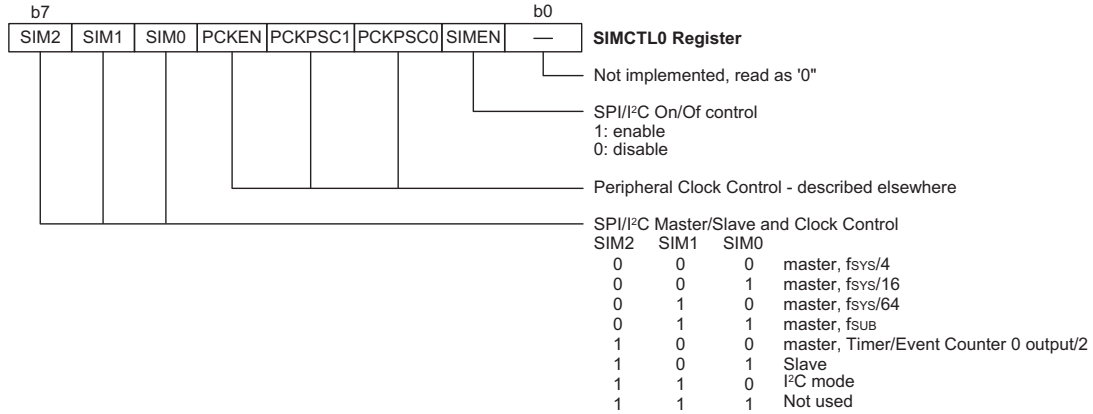 b7 b0
SIM2 SIM1 SIM0 PCKEN PCKPSC1 PCKPSC0 SIMEN — SIMCTL0 Register
Not implemented, read as '0"
SPI/I²C On/Of control
1: enable
0: disable
Peripheral Clock Control - described elsewhere
SPI/I²C Master/Slave and Clock Control
SIM2 SIM1 SIM0
0 0 0 master, fSYS/4
0 0 1 master, fSYS/16
0 1 0 master, fSYS/64
0 1 1 master, fSUB
1 0 0 master, Timer/Event Counter 0 output/2
1 0 1 Slave
1 1 0 I²C mode
1 1 1 Not used